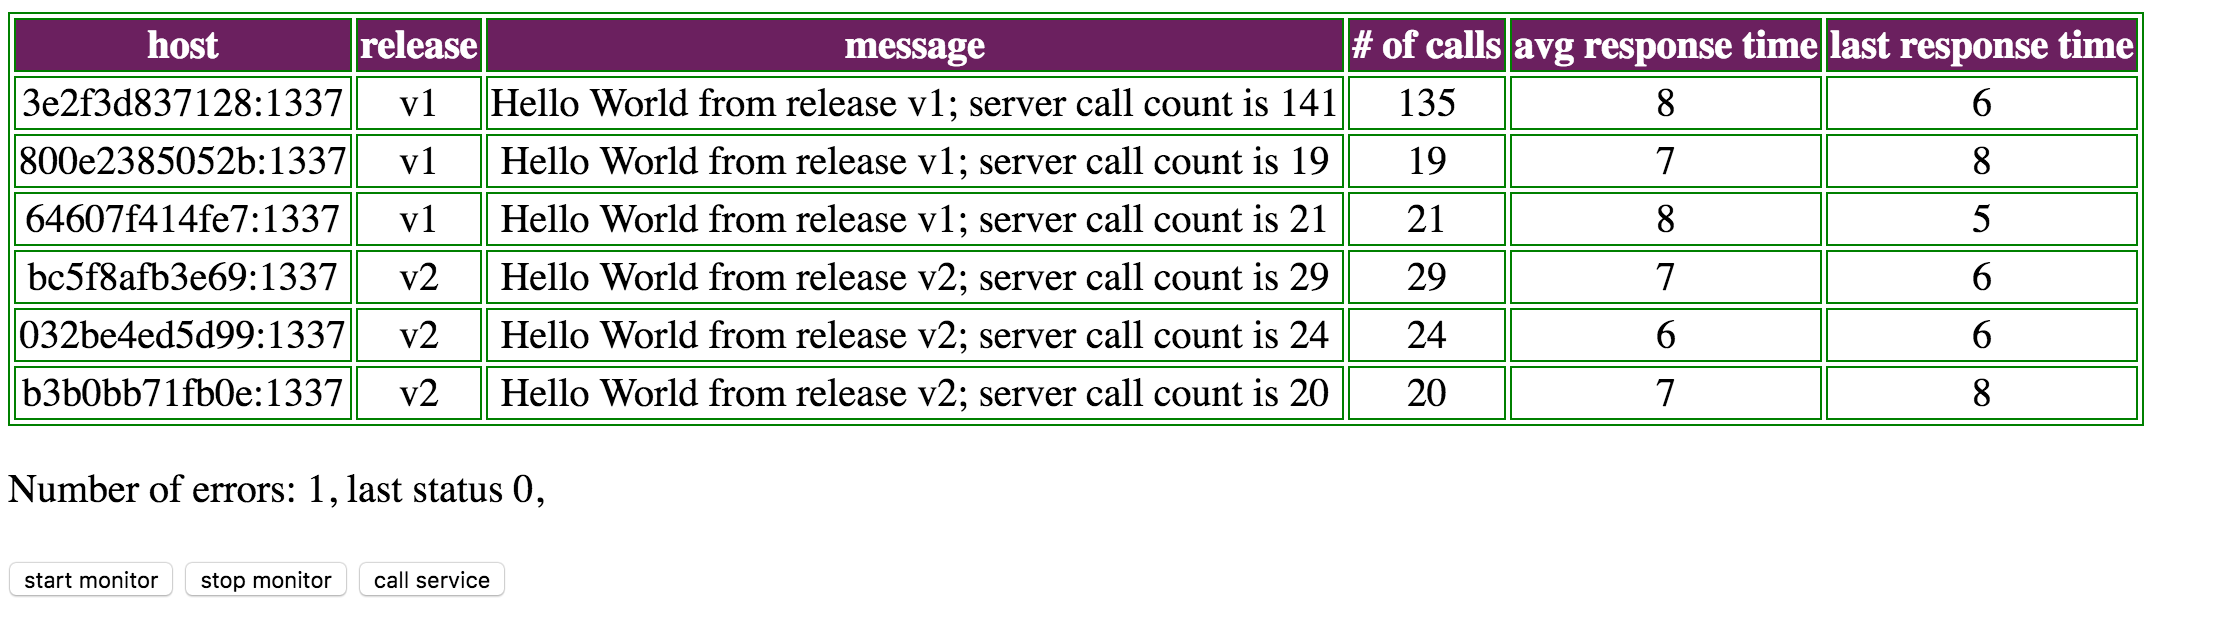 host release message # of calls avg response time last response time
3e2f3d837128:1337 v1 Hello World from release v1; server call count is 141 135 8 6
800e2385052b:1337 v1 Hello World from release v1; server call count is 19 19 7 8
64607f414fe7:1337 v1 Hello World from release v1; server call count is 21 21 8 5
bc5f8afb3e69:1337 v2 Hello World from release v2; server call count is 29 29 7 6
032be4ed5d99:1337 v2 Hello World from release v2; server call count is 24 24 6 6
b3b0bb71fb0e:1337 v2 Hello World from release v2; server call count is 20 20 7 8
Number of errors: 1, last status 0,
start monitor stop monitor call service